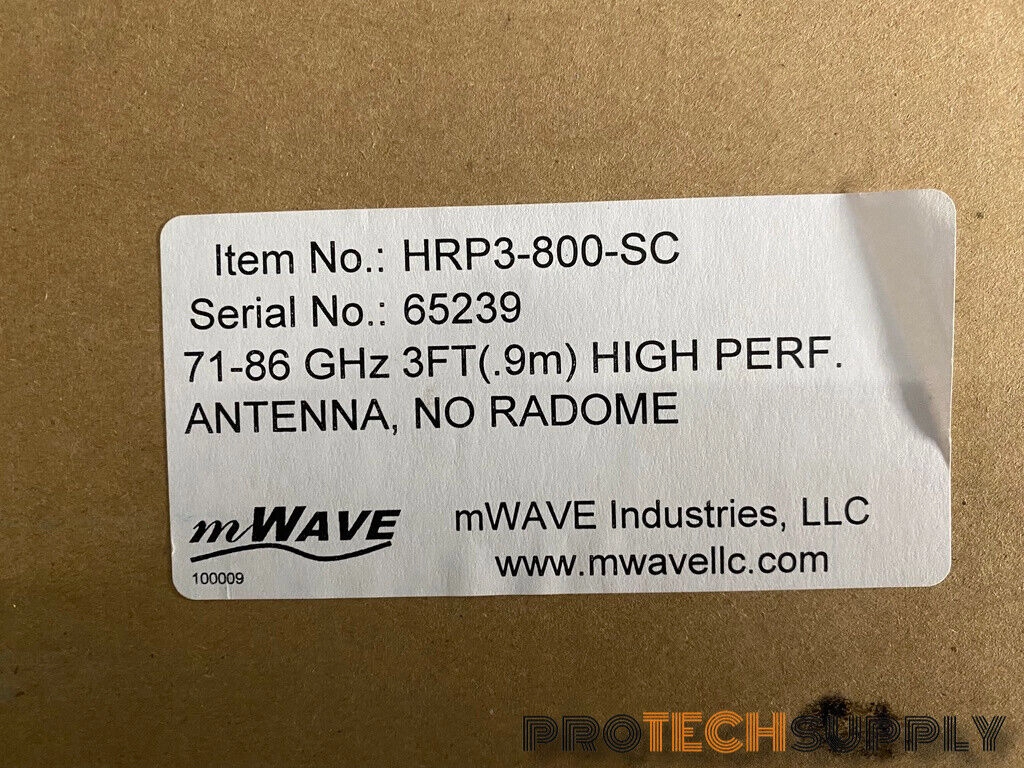 Item No.: HRP3-800-SC
Serial No.: 65239
71-86 GHz 3FT(.9m) HIGH PERF.
ANTENNA, NO RADOME
mWAVE
mWAVE Industries, LLC
www.mwavellc.com
100009
PROTECHSUPPLY